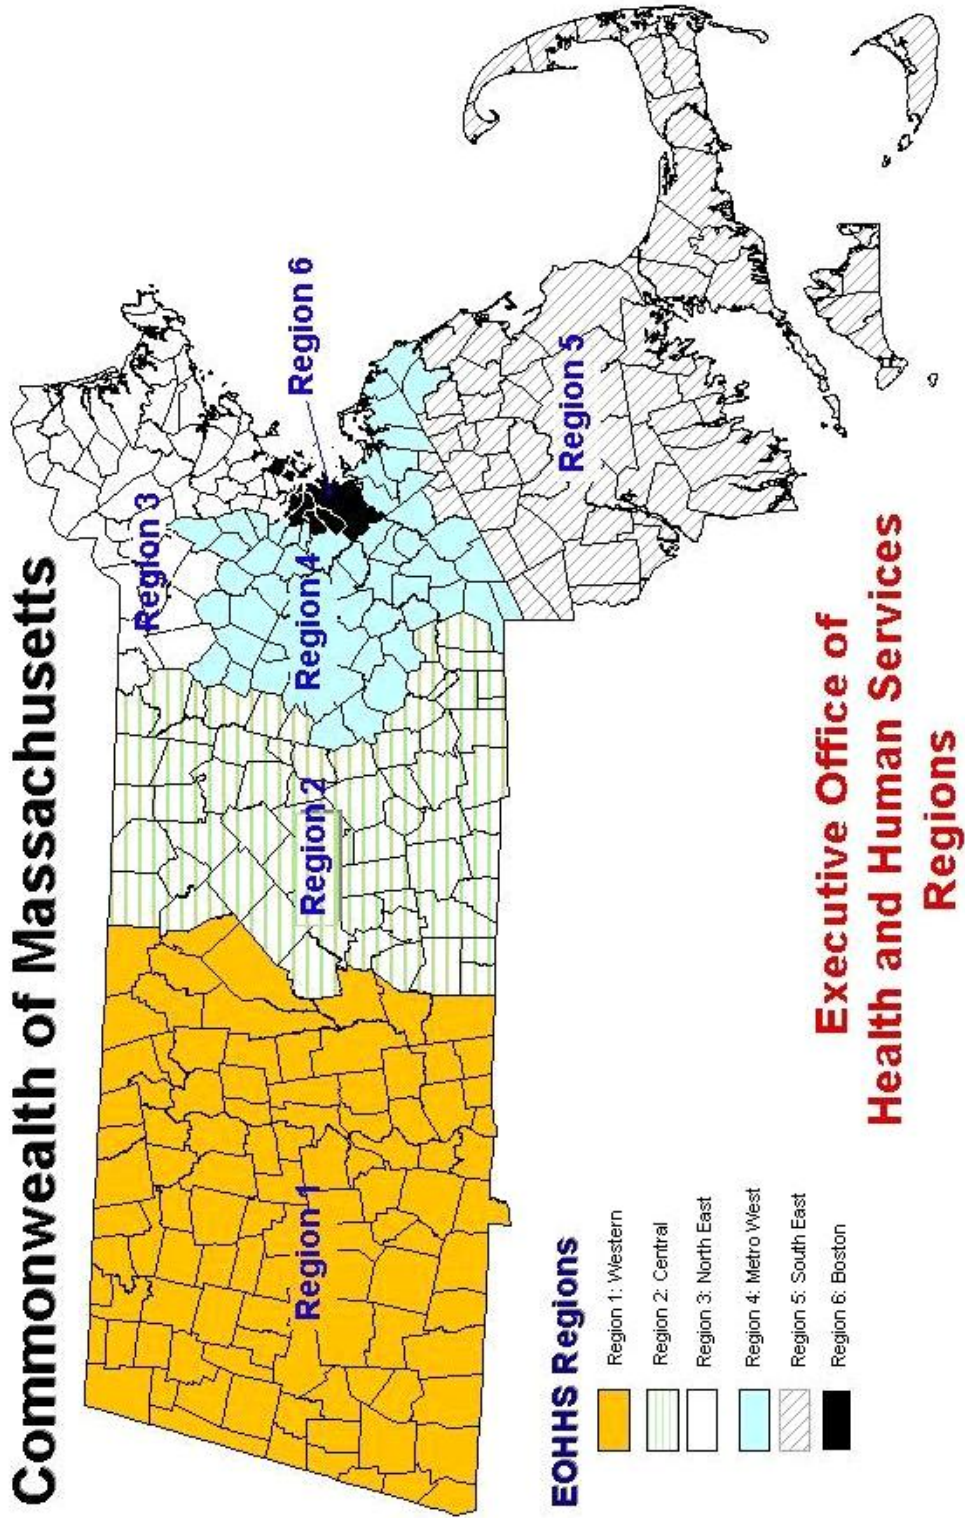 Commonwealth of Massachusetts
Region 1
Region 2
Region 3
Region 4
Region 6
Region 5
EOHHS Regions
Region 1: Western
Region 2: Central
Region 3: North East
Region 4: Metro West
Region 5: South East
Region 6: Boston
Executive Office of
Health and Human Services
Regions